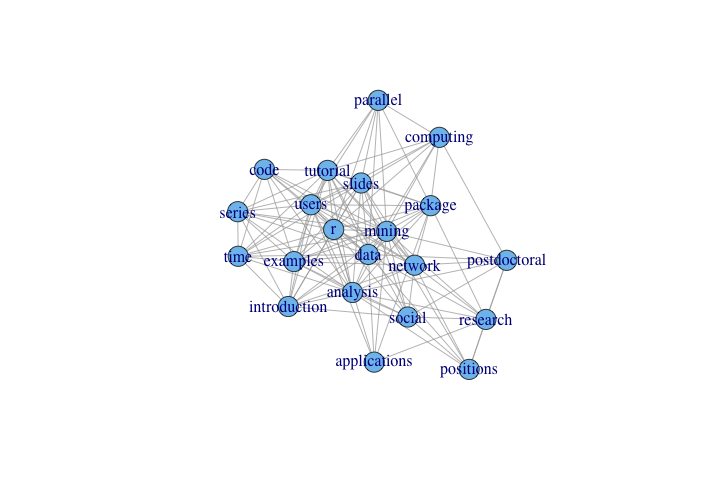 parallel
computing
code
tutorial
slides
users
package
series
r
mining
time
examples
data
network
postdoctoral
analysis
introduction
social
research
applications
positions